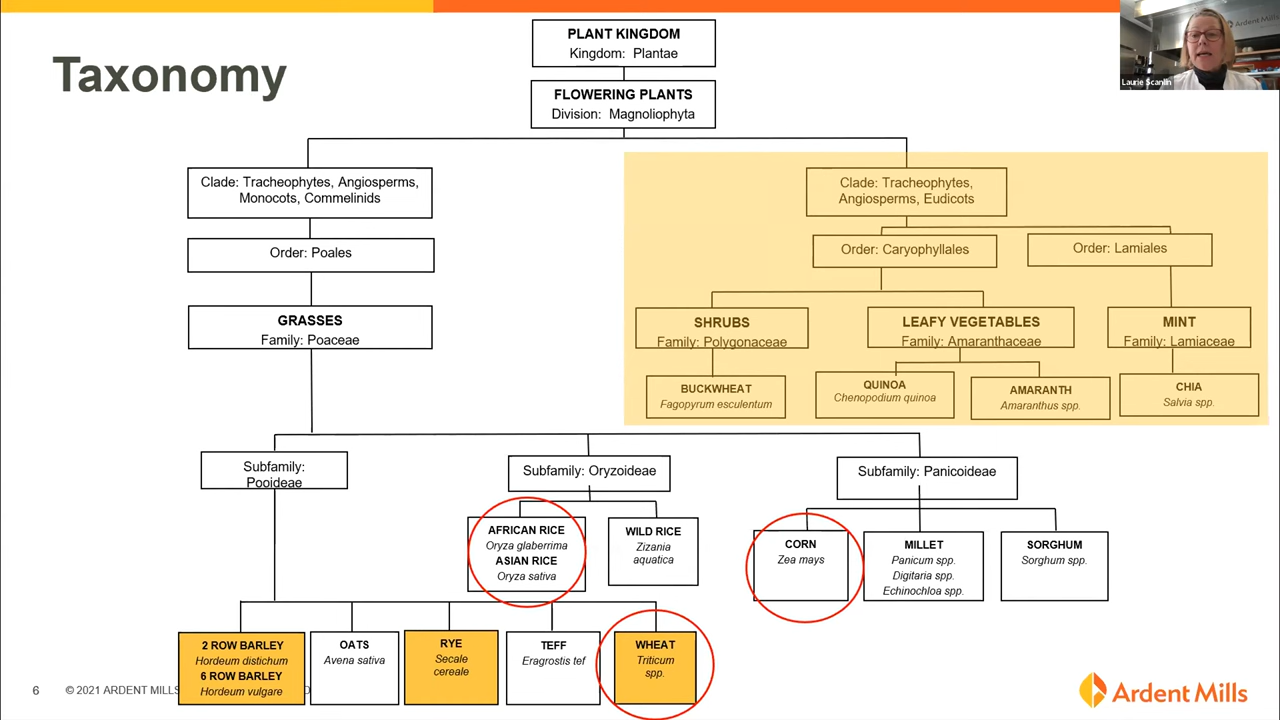 Taxonomy
PLANT KINGDOM
Kingdom: Plantae
FLOWERING PLANTS
Division: Magnoliophyta
Ardent Mills
Laurie Scanlin
Clade: Tracheophytes, Angiosperms,
Monocots, Commelinids
Clade: Tracheophytes,
Angiosperms, Eudicots
Order: Poales
Order: Caryophyllales
Order: Lamiales
GRASSES
Family: Poaceae
SHRUBS
Family: Polygonaceae
LEAFY VEGETABLES
Family: Amaranthaceae
MINT
Family: Lamiaceae
BUCKWHEAT
Fagopyrum esculentum
QUINOA
Chenopodium quinoa
AMARANTH
Amaranthus spp.
CHIA
Salvia spp.
Subfamily:
Pooideae
Subfamily: Oryzoideae
Subfamily: Panicoideae
AFRICAN RICE
Oryza glaberrima
ASIAN RICE
Oryza sativa
WILD RICE
Zizania
aquatica
CORN
Zea mays
MILLET
Panicum spp.
Digitaria spp.
Echinochloa spp.
SORGHUM
Sorghum spp.
2 ROW BARLEY
Hordeum distichum
6 ROW BARLEY
Hordeum vulgare
OATS
Avena sativa
RYE
Secale
cereale
TEFF
Eragrostis tef
WHEAT
Triticum
spp.
6
© 2021 ARDENT MILLS
Ardent Mills